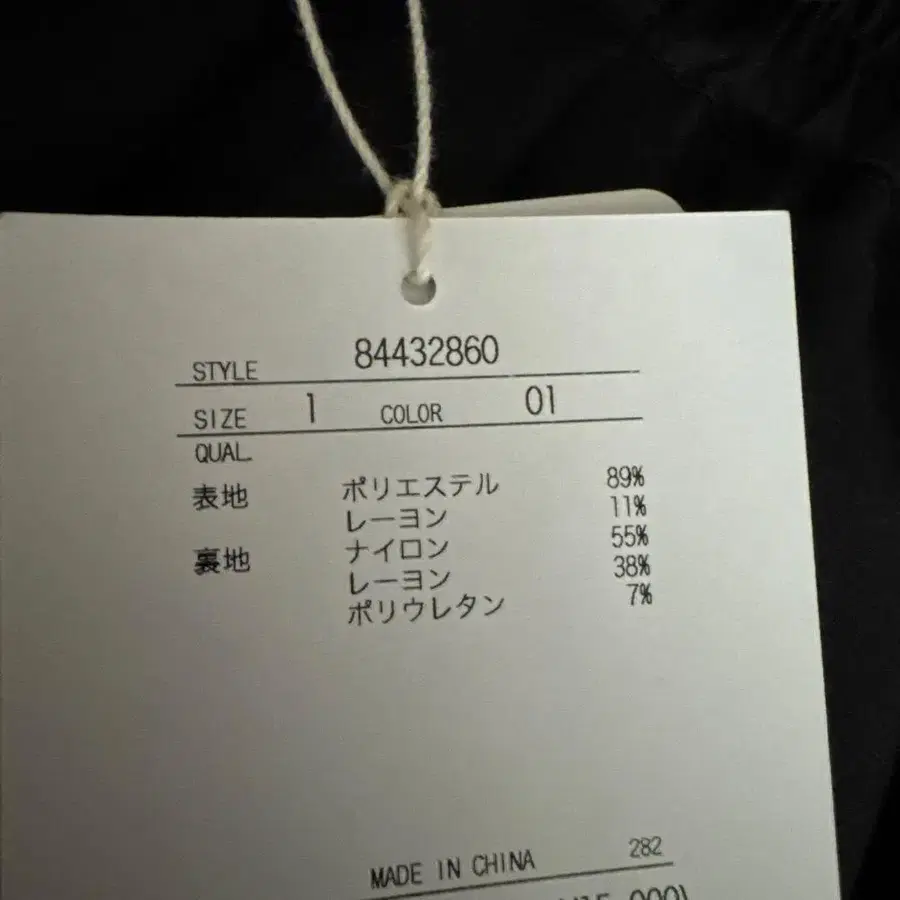 STYLE 84432860
SIZE 1 COLOR 01
QUAL.
表地 ポリエステル 89%
レーヨン 11%
裏地 ナイロン 55%
レーヨン 38%
ポリウレタン 7%
MADE IN CHINA 282